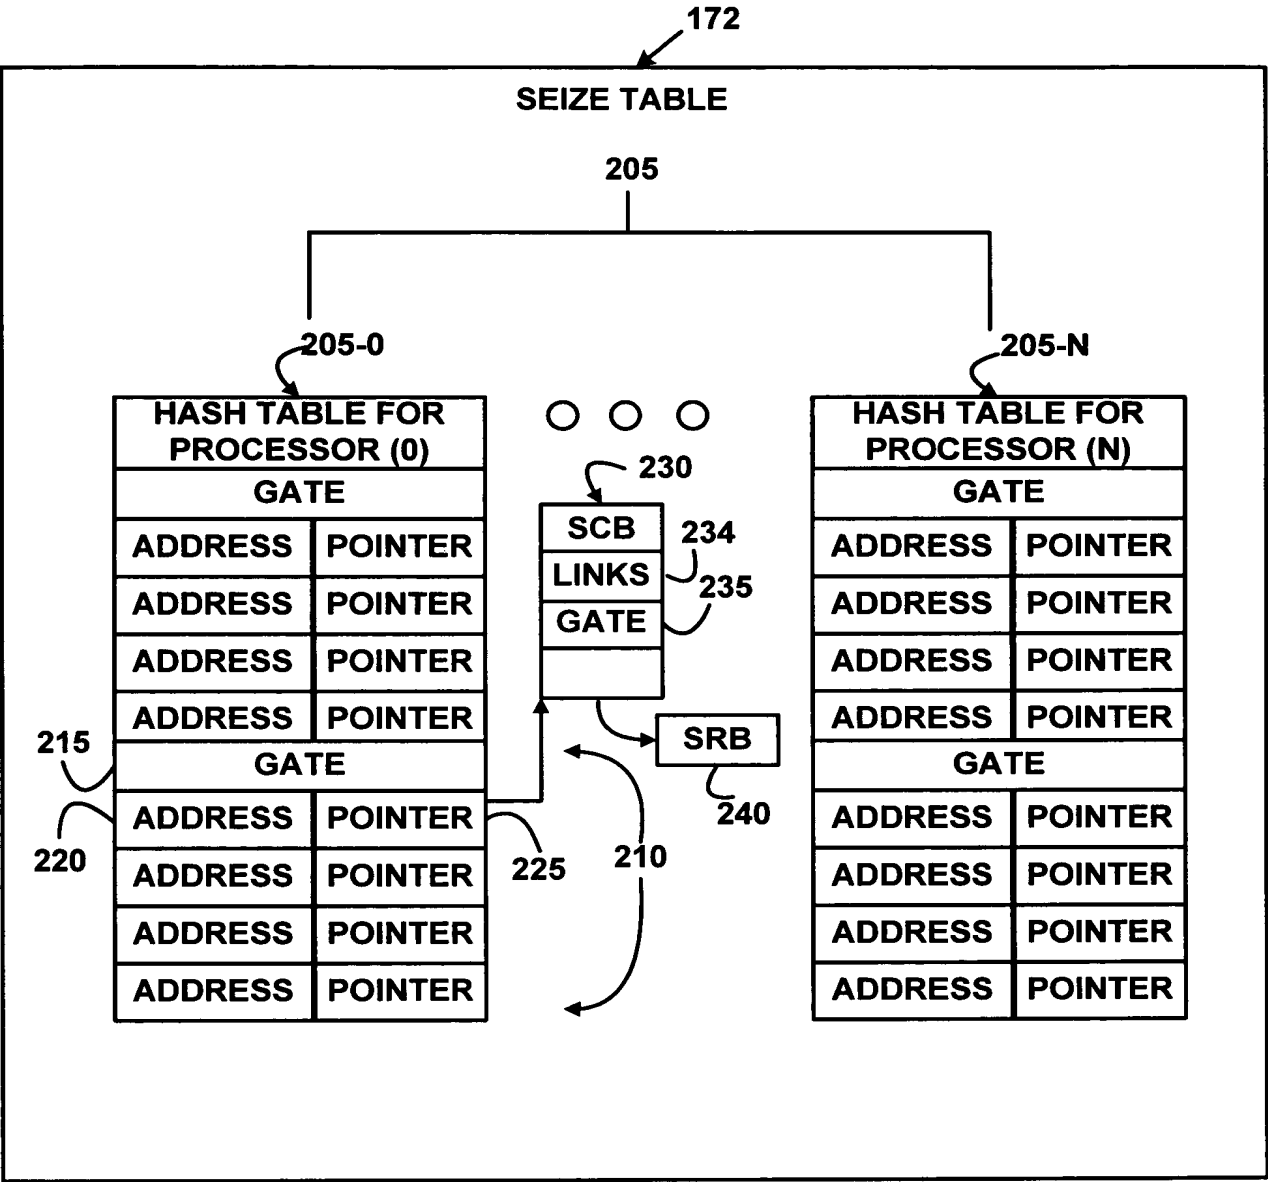 172
SEIZE TABLE
205
205-0
205-N
HASH TABLE FOR
PROCESSOR (0)
GATE
ADDRESS POINTER
ADDRESS POINTER
ADDRESS POINTER
ADDRESS POINTER
215
GATE
220
ADDRESS POINTER
225
ADDRESS POINTER
ADDRESS POINTER
ADDRESS POINTER
230
SCB
234
LINKS
235
GATE
SRB
240
210
HASH TABLE FOR
PROCESSOR (N)
GATE
ADDRESS POINTER
ADDRESS POINTER
ADDRESS POINTER
ADDRESS POINTER
GATE
ADDRESS POINTER
ADDRESS POINTER
ADDRESS POINTER
ADDRESS POINTER